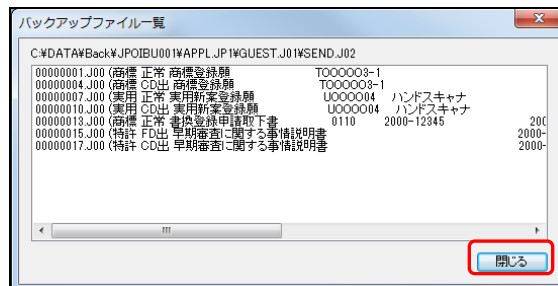 バックアップファイル一覧
C:¥DATA¥Back¥JPOIBU001¥APPL.JP1¥GUEST.J01¥SEND.J02
00000001.J00 (商標 正常 商標登録願 TOOOOO3-1
00000004.J00 (商標 CD出 商標登録願 TOOOOO3-1
00000007.J00 (実用 正常 実用新案登録願 UOOOO04 ハンドスキャナ
00000010.J00 (実用 CD出 実用新案登録願 UOOOO04 ハンドスキャナ
00000013.J00 (商標 正常 書換登録申請取下書 0110 2000-12345 200
00000015.J00 (特許 FD出 早期審査に関する事情説明書 2000-
00000017.J00 (特許 CD出 早期審査に関する事情説明書 2000-
閉じる